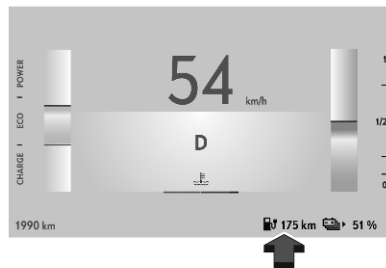 POWER
ECO
CHARGE
54 km/h
D
1
1/2
0
1990 km
175 km 51 %